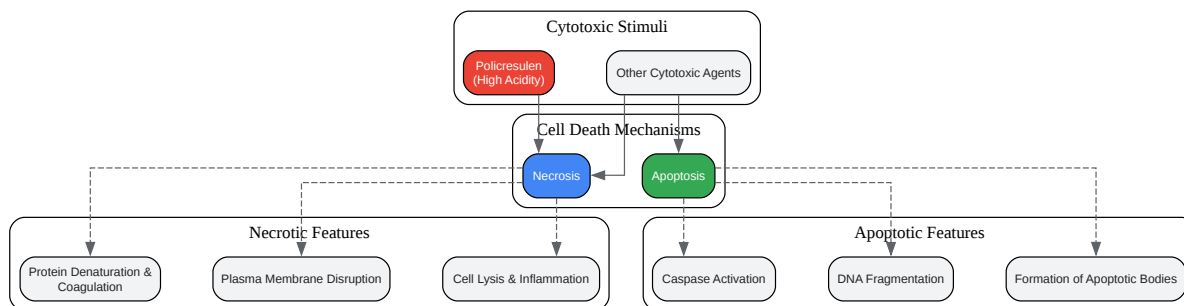 Cytotoxic Stimuli
Policresulen
(High Acidity)
Other Cytotoxic Agents
Cell Death Mechanisms
Necrosis
Apoptosis
Necrotic Features
Apoptotic Features
Protein Denaturation &
Coagulation
Plasma Membrane Disruption
Cell Lysis & Inflammation
Caspase Activation
DNA Fragmentation
Formation of Apoptotic Bodies